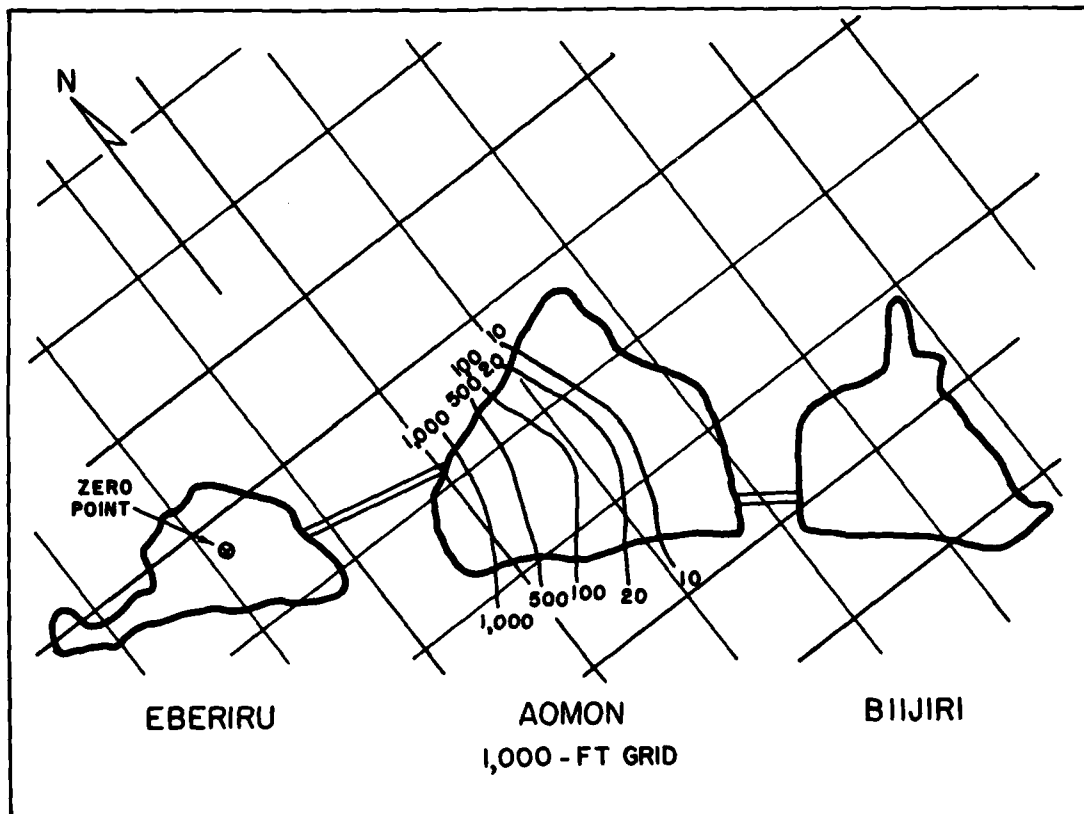 N
10
100
20
500
1,000
ZERO
POINT
10
20
100
500
1,000
EBERIRU
AOMON
BIIJIRI
1,000 - FT GRID